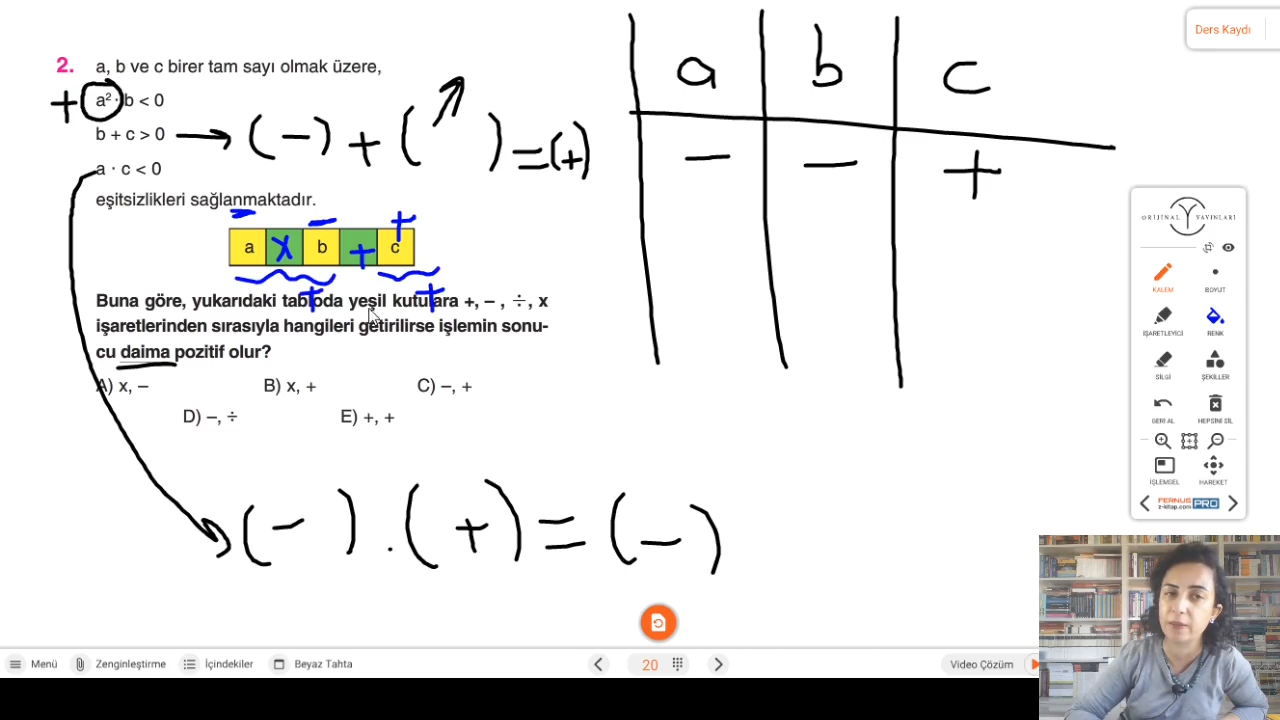 Ders Kaydı
a b c
2. a, b ve c birer tam sayı olmak üzere,
+ a² · b < 0
b + c > 0 → ( − ) + ( ↗ ) = (+)
− − +
a · c < 0
eşitsizlikleri sağlanmaktadır.
− − +
a x b + c
+ +
Buna göre, yukarıdaki tabloda yeşil kutulara +, – , ÷, x
işaretlerinden sırasıyla hangileri getirilirse işlemin sonu-
cu daima pozitif olur?
A) x, – B) x, + C) –, +
D) –, ÷ E) +, +
( − ) . ( + ) = ( − )
ORİJİNAL YAYINLARI
KALEM BOYUT
İŞARETLEYİCİ RENK
SİLGİ ŞEKİLLER
GERİ AL HEPSİNİ SİL
İŞLEMSEL HAREKET
FERNUS
z-kitap.com PRO
Menü Zenginleştirme İçindekiler Beyaz Tahta 20 Video Çözüm